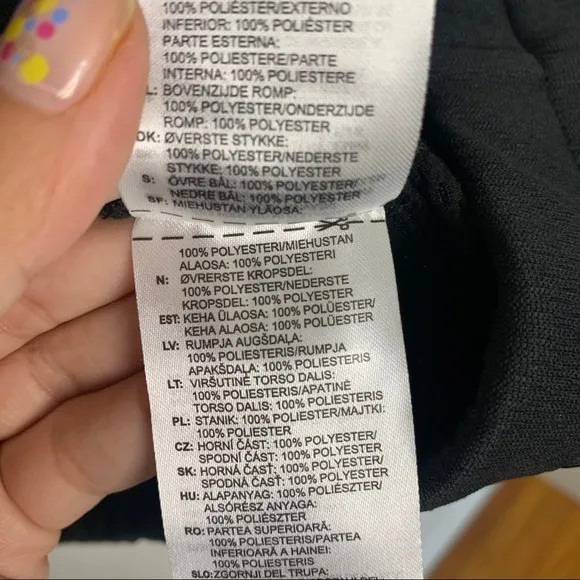 100% POLIÉSTER/EXTERNO
INFERIOR: 100% POLIÉSTER
PARTE ESTERNA:
100% POLIESTERE/PARTE
INTERNA: 100% POLIESTERE
L: BOVENZIJDE ROMP:
100% POLYESTER/ONDERZIJDE
ROMP: 100% POLYESTER
DK: ØVERSTE STYKKE:
100% POLYESTER/NEDERSTE
STYKKE: 100% POLYESTER
S: ÖVRE BÅL: 100% POLYESTER/
NEDRE BÅL: 100% POLYESTER
SF: MIEHUSTAN YLÄOSA:
100% POLYESTERI/MIEHUSTAN
ALAOSA: 100% POLYESTERI
N: ØVRERSTE KROPSDEL:
100% POLYESTER/NEDERSTE
KROPSDEL: 100% POLYESTER
EST: KEHA ÜLAOSA: 100% POLÜESTER/
KEHA ALAOSA: 100% POLÜESTER
LV: RUMPJA AUGŠDAĻA:
100% POLIESTERIS/RUMPJA
APAKŠDAĻA: 100% POLIESTERIS
LT: VIRŠUTINĖ TORSO DALIS:
100% POLIESTERIS/APATINĖ
TORSO DALIS: 100% POLIESTERIS
PL: STANIK: 100% POLIESTER/MAJTKI:
100% POLIESTER
CZ: HORNÍ ČÁST: 100% POLYESTER/
SPODNÍ ČÁST: 100% POLYESTER
SK: HORNÁ ČASŤ: 100% POLYESTER/
SPODNÁ ČASŤ: 100% POLYESTER
HU: ALAPANYAG: 100% POLIÉSZTER/
ALSÓRÉSZ ANYAGA:
100% POLIÉSZTER
RO: PARTEA SUPERIOARĂ:
100% POLIESTERIS/PARTEA
INFERIOARĂ A HAINEI:
100% POLIESTERIS
SLO: ZGORNJI DEL TRUPA: